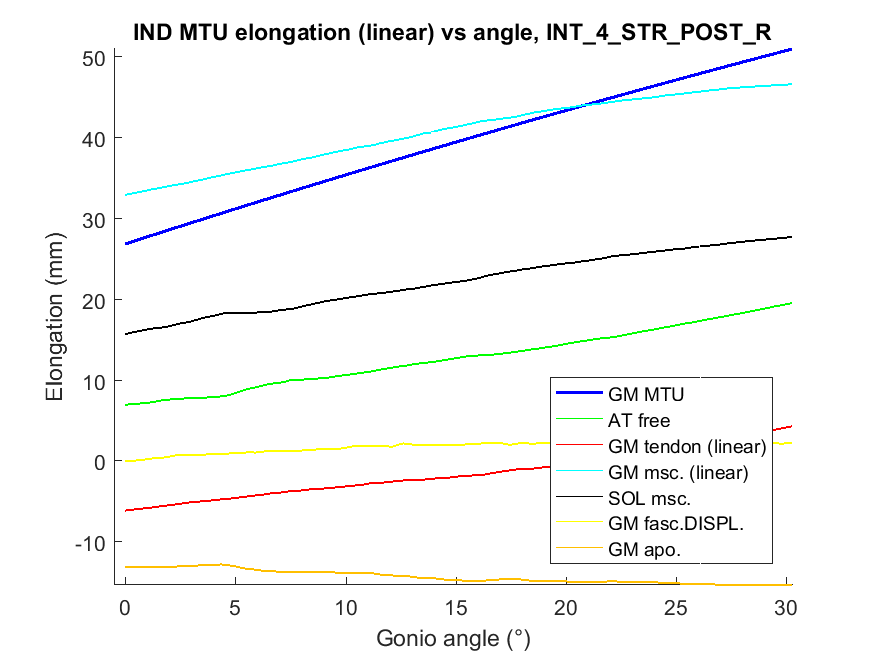 IND MTU elongation (linear) vs angle, INT_4_STR_POST_R
50
40
30
20
10
0
-10
Elongation (mm)
GM MTU
AT free
GM tendon (linear)
GM msc. (linear)
SOL msc.
GM fasc.DISPL.
GM apo.
0 5 10 15 20 25 30
Gonio angle (°)